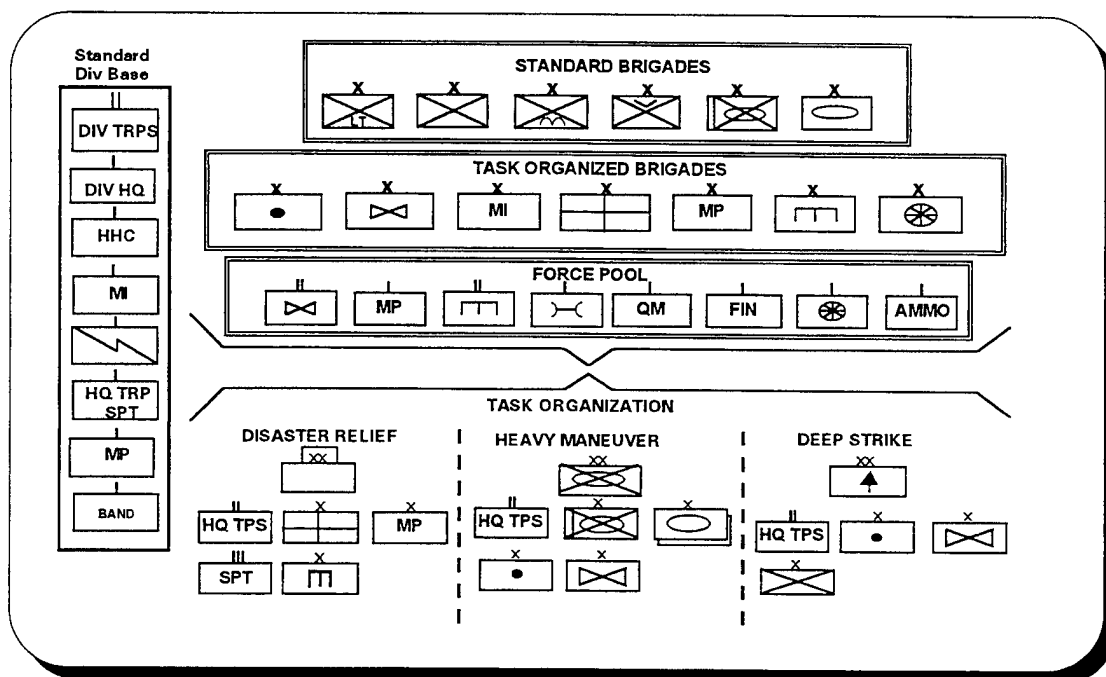 Standard
Div Base
II
DIV TRPS
I
DIV HQ
I
HHC
I
MI
I
I
HQ TRP
SPT
I
MP
I
BAND
STANDARD BRIGADES
X X X X X X
LT
TASK ORGANIZED BRIGADES
X X X X X X X
MI MP
FORCE POOL
II I II I I I I I
MP QM FIN AMMO
TASK ORGANIZATION
DISASTER RELIEF
XX
II X X
HQ TPS MP
III X
SPT
HEAVY MANEUVER
XX
II X X
HQ TPS
X X
DEEP STRIKE
XX
II X X
HQ TPS
X